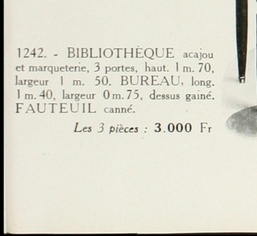 1242. - BIBLIOTHÈQUE acajou
et marqueterie, 3 portes, haut. 1 m. 70,
largeur 1 m. 50. BUREAU, long.
1 m. 40, largeur 0 m. 75, dessus gainé.
FAUTEUIL canné.
Les 3 pièces : 3.000 Fr